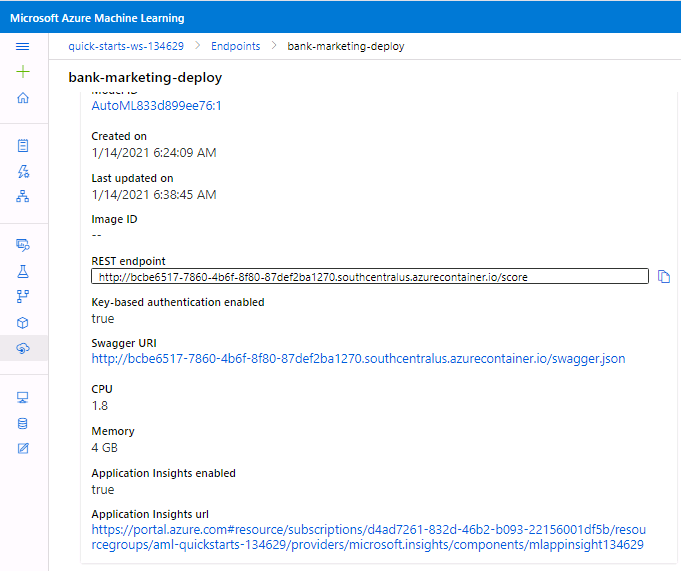 Microsoft Azure Machine Learning
quick-starts-ws-134629 > Endpoints > bank-marketing-deploy
bank-marketing-deploy
Model ID
AutoML833d899ee76:1
Created on
1/14/2021 6:24:09 AM
Last updated on
1/14/2021 6:38:45 AM
Image ID
--
REST endpoint
http://bcbe6517-7860-4b6f-8f80-87def2ba1270.southcentralus.azurecontainer.io/score
Key-based authentication enabled
true
Swagger URI
http://bcbe6517-7860-4b6f-8f80-87def2ba1270.southcentralus.azurecontainer.io/swagger.json
CPU
1.8
Memory
4 GB
Application Insights enabled
true
Application Insights url
https://portal.azure.com#resource/subscriptions/d4ad7261-832d-46b2-b093-22156001df5b/resou
rcegroups/aml-quickstarts-134629/providers/microsoft.insights/components/mlappinsight134629